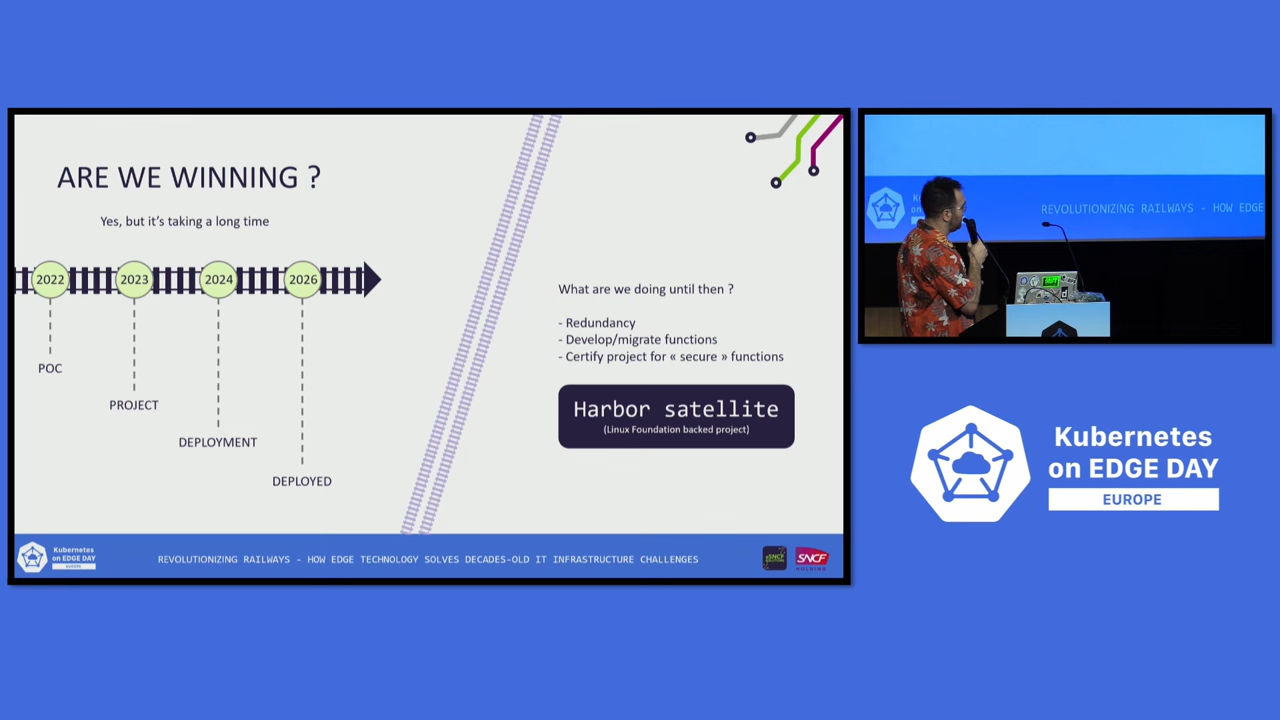 ARE WE WINNING ?
Yes, but it's taking a long time
2022
2023
2024
2026
POC
PROJECT
DEPLOYMENT
DEPLOYED
What are we doing until then ?
- Redundancy
- Develop/migrate functions
- Certify project for « secure » functions
Harbor satellite
(Linux Foundation backed project)
Kubernetes
on EDGE DAY
EUROPE
REVOLUTIONIZING RAILWAYS - HOW EDGE TECHNOLOGY SOLVES DECADES-OLD IT INFRASTRUCTURE CHALLENGES
SNCF
REVOLUTIONIZING RAILWAYS - HOW EDGE
Kubernetes
on EDGE DAY
EUROPE